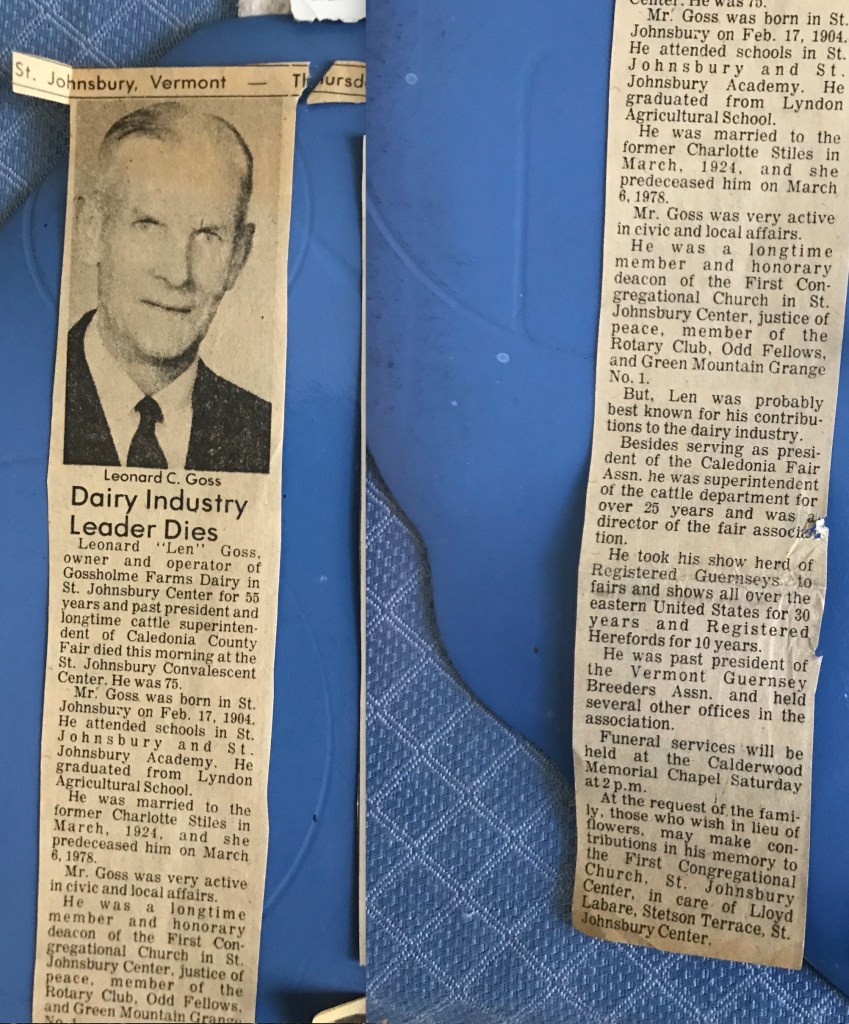 St. Johnsbury, Vermont — Thursd
Leonard C. Goss
Dairy Industry
Leader Dies
Leonard "Len" Goss,
owner and operator of
Gossholme Farms Dairy in
St. Johnsbury Center for 55
years and past president and
longtime cattle superinten-
dent of Caledonia County
Fair died this morning at the
St. Johnsbury Convalescent
Center. He was 75.
Mr. Goss was born in St.
Johnsbury on Feb. 17, 1904.
He attended schools in St.
Johnsbury and St.
Johnsbury Academy. He
graduated from Lyndon
Agricultural School.
He was married to the
former Charlotte Stiles in
March, 1924, and she
predeceased him on March
6, 1978.
Mr. Goss was very active
in civic and local affairs.
He was a longtime
member and honorary
deacon of the First Con-
gregational Church in St.
Johnsbury Center, justice of
peace, member of the
Rotary Club, Odd Fellows,
and Green Mountain Grange
No. 1.
Center. He was 75.
Mr. Goss was born in St.
Johnsbury on Feb. 17, 1904.
He attended schools in St.
Johnsbury and St.
Johnsbury Academy. He
graduated from Lyndon
Agricultural School.
He was married to the
former Charlotte Stiles in
March, 1924, and she
predeceased him on March
6, 1978.
Mr. Goss was very active
in civic and local affairs.
He was a longtime
member and honorary
deacon of the First Con-
gregational Church in St.
Johnsbury Center, justice of
peace, member of the
Rotary Club, Odd Fellows,
and Green Mountain Grange
No. 1.
But, Len was probably
best known for his contribu-
tions to the dairy industry.
Besides serving as presi-
dent of the Caledonia Fair
Assn. he was superintendent
of the cattle department for
over 25 years and was a
director of the fair associa-
tion.
He took his show herd of
Registered Guernseys to
fairs and shows all over the
eastern United States for 30
years and Registered
Herefords for 10 years.
He was past president of
the Vermont Guernsey
Breeders Assn. and held
several other offices in the
association.
Funeral services will be
held at the Calderwood
Memorial Chapel Saturday
at 2 p.m.
At the request of the fami-
ly, those who wish in lieu of
flowers, may make con-
tributions in his memory to
the First Congregational
Church, St. Johnsbury
Center, in care of Lloyd
Labare, Stetson Terrace, St.
Johnsbury Center.